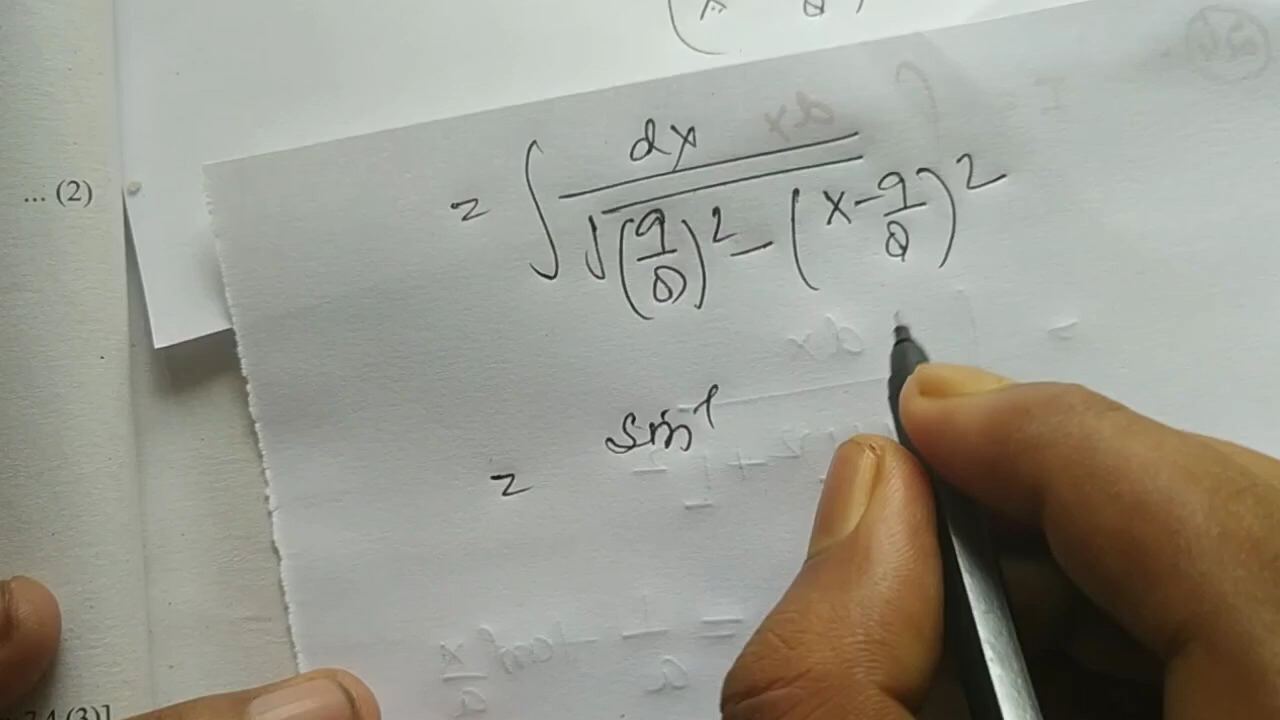 ... (2)
= ∫ dx / √((9/8)² - (x - 9/8)²)
= sin⁻¹